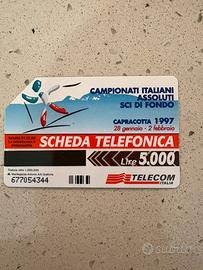 CAMPIONATI ITALIANI
ASSOLUTI
SCI DI FONDO
CAPRACOTTA 1997
28 gennaio - 2 febbraio
SCHEDA TELEFONICA
Lire 5.000
TELECOM
ITALIA
677054344
subito